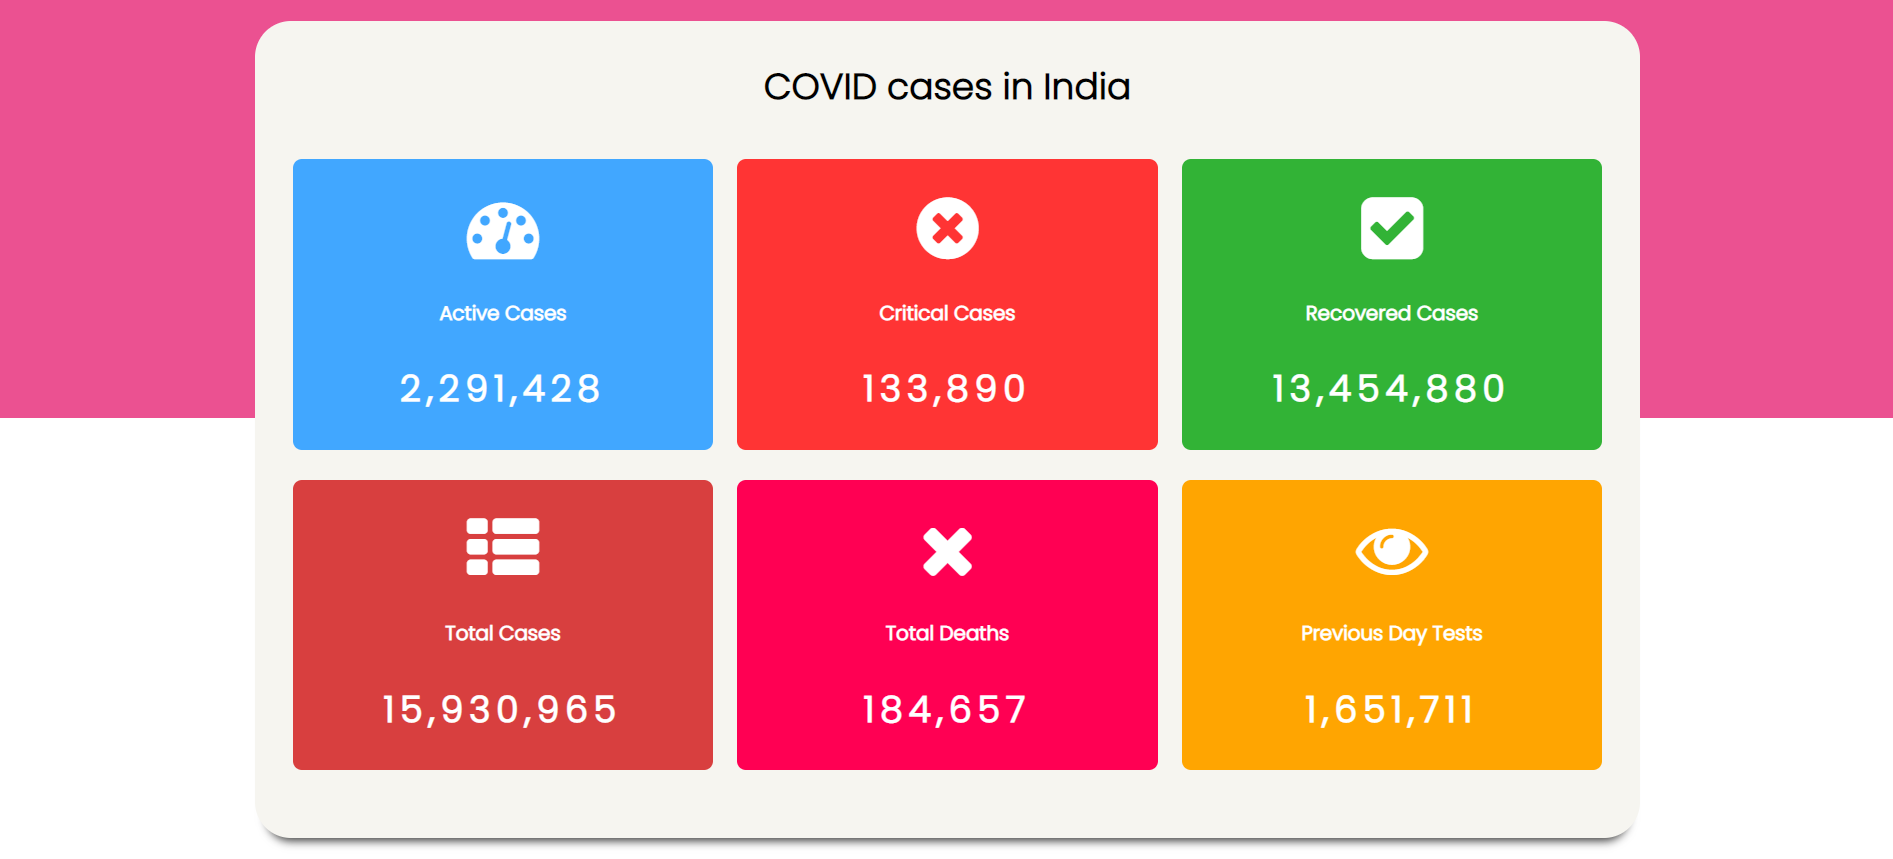 COVID cases in India
Active Cases
2,291,428
Critical Cases
133,890
Recovered Cases
13,454,880
Total Cases
15,930,965
Total Deaths
184,657
Previous Day Tests
1,651,711